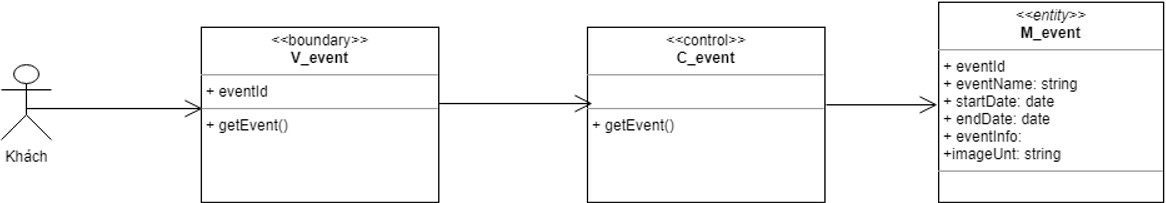 Khách
<<boundary>>
V_event
+ eventId
+ getEvent()
<<control>>
C_event
+ getEvent()
<<entity>>
M_event
+ eventId
+ eventName: string
+ startDate: date
+ endDate: date
+ eventInfo:
+imageUnt: string